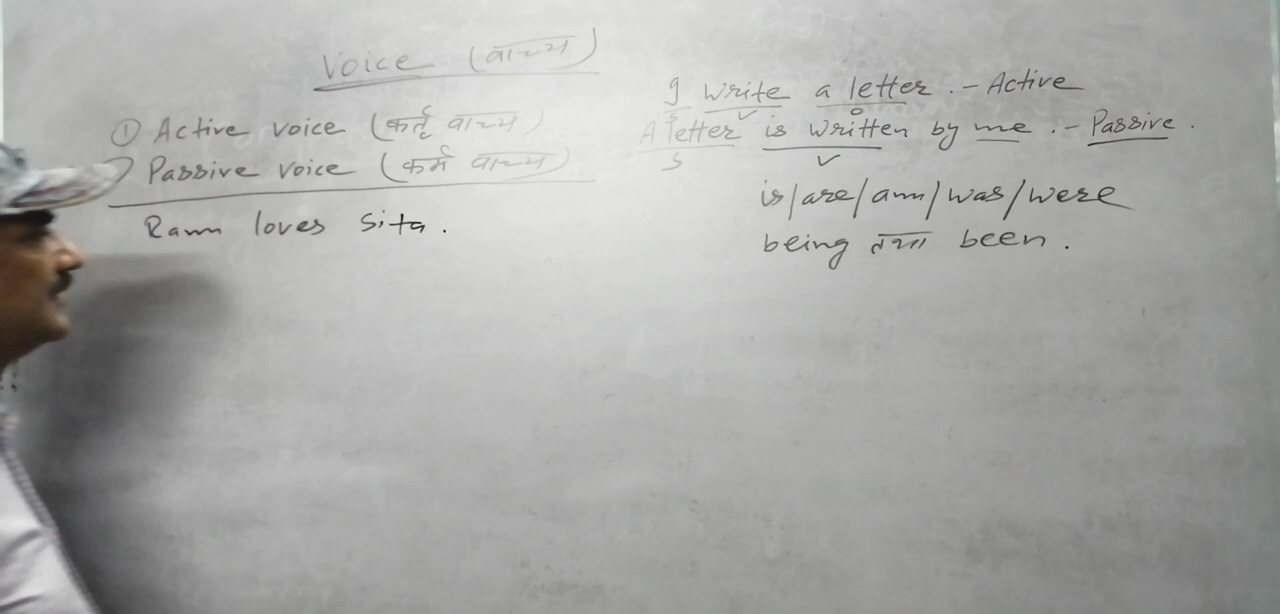 Voice (वाच्य)
① Active voice (कर्तृ वाच्य)
Passive voice (कर्म वाच्य)
Ram loves Sita.
I write a letter. - Active
S V O
A letter is written by me. - Passive.
S V
is/are/am/was/were
being तथा been.